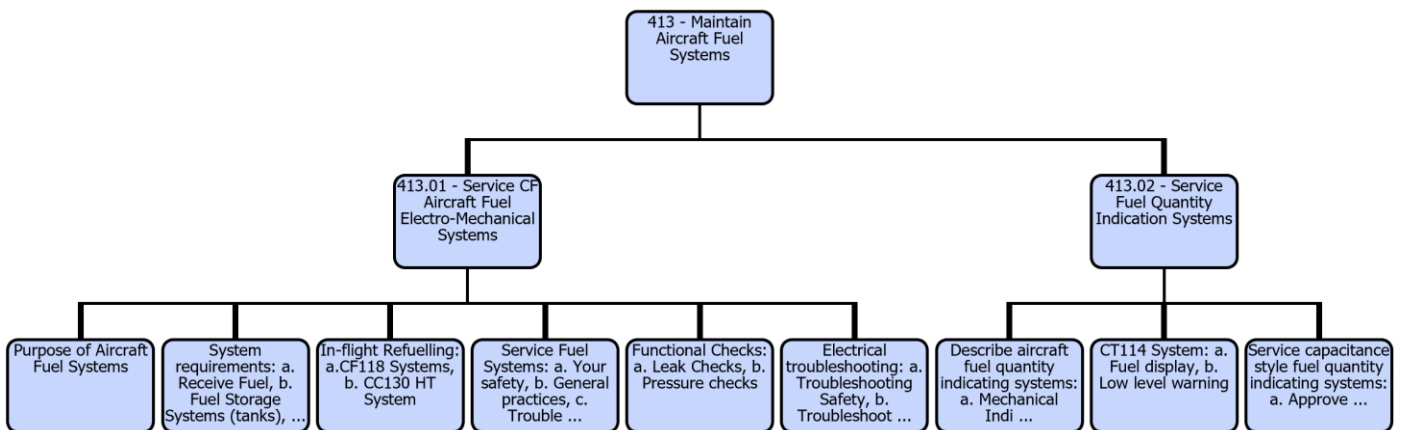 413 - Maintain
Aircraft Fuel
Systems
413.01 - Service CF
Aircraft Fuel
Electro-Mechanical
Systems
413.02 - Service
Fuel Quantity
Indication Systems
Purpose of Aircraft
Fuel Systems
System
requirements: a.
Receive Fuel, b.
Fuel Storage
Systems (tanks), ...
In-flight Refuelling:
a.CF118 Systems,
b. CC130 HT
System
Service Fuel
Systems: a. Your
safety, b. General
practices, c.
Trouble ...
Functional Checks:
a. Leak Checks, b.
Pressure checks
Electrical
troubleshooting: a.
Troubleshooting
Safety, b.
Troubleshoot ...
Describe aircraft
fuel quantity
indicating systems:
a. Mechanical
Indi ...
CT114 System: a.
Fuel display, b.
Low level warning
Service capacitance
style fuel quantity
indicating systems:
a. Approve ...